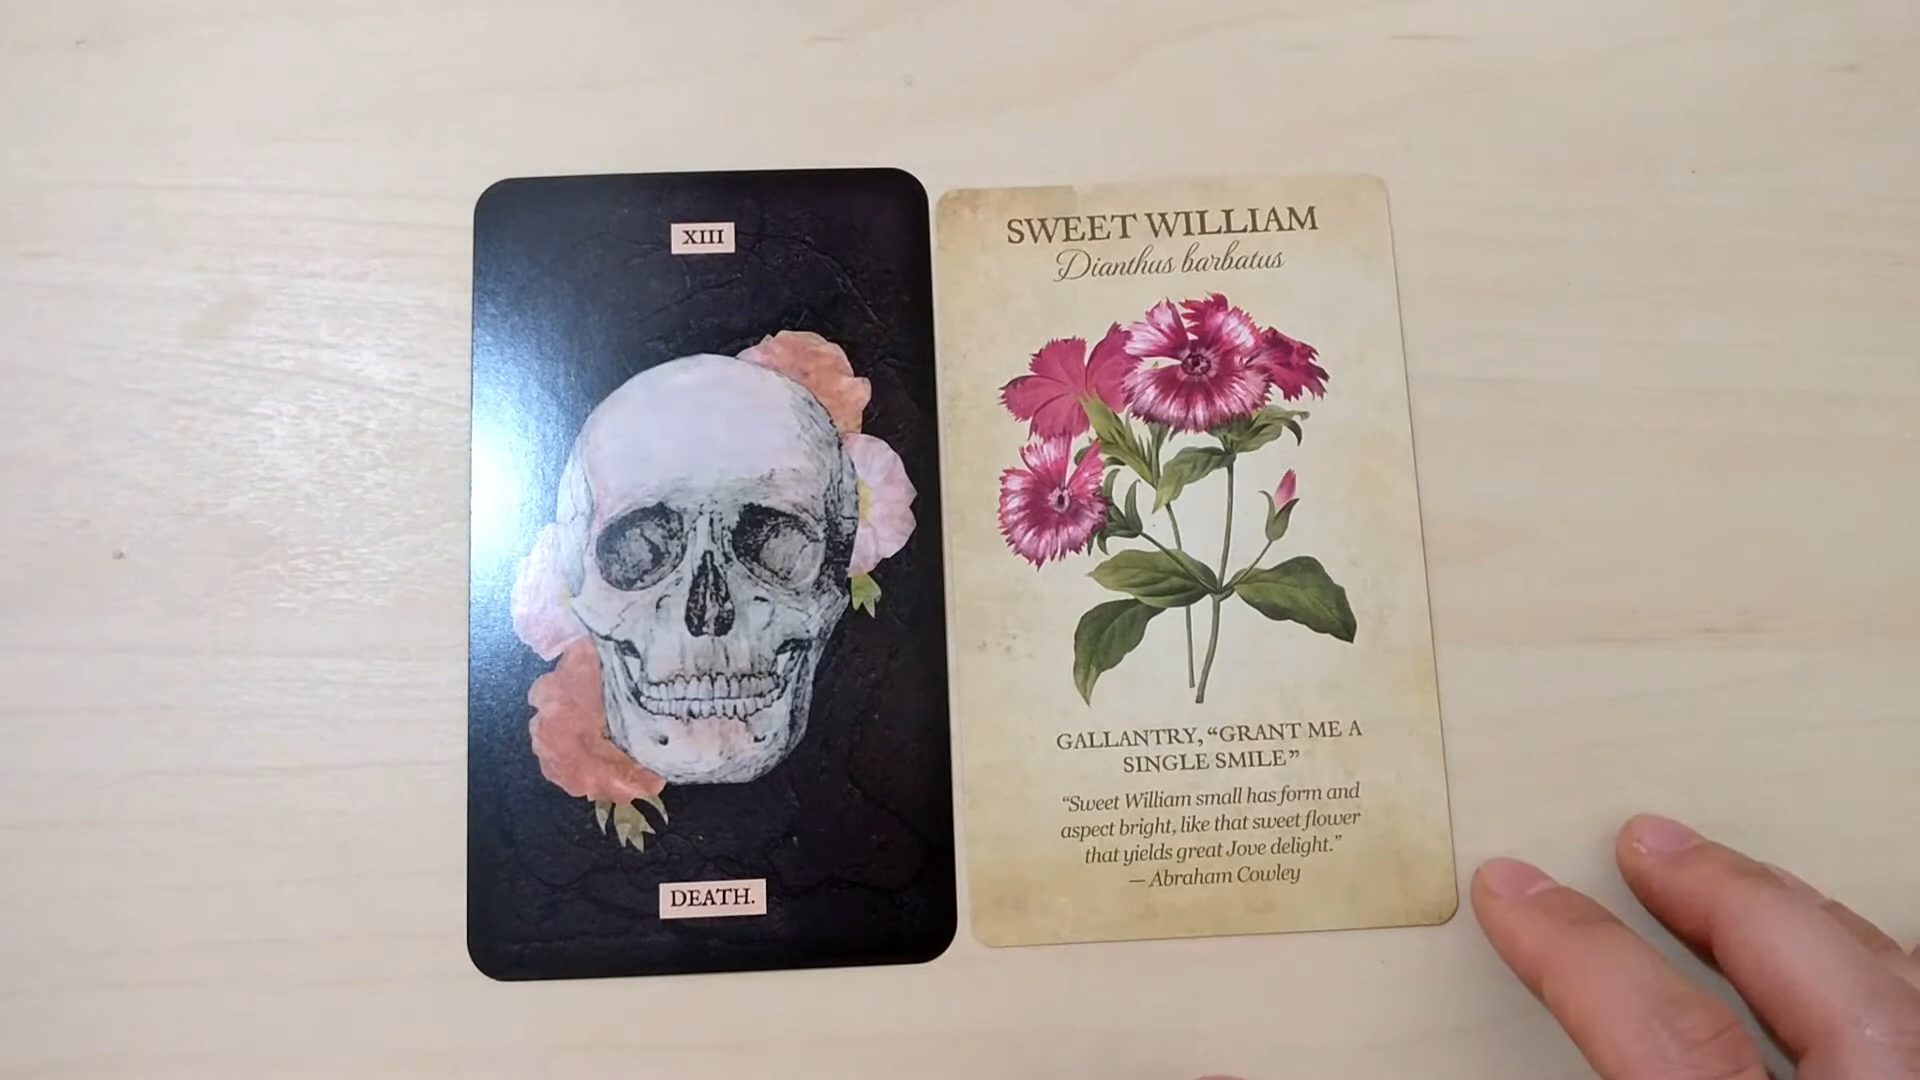 XIII
DEATH.
SWEET WILLIAM
Dianthus barbatus
GALLANTRY, “GRANT ME A
SINGLE SMILE”
“Sweet William small has form and
aspect bright, like that sweet flower
that yields great Jove delight.”
— Abraham Cowley